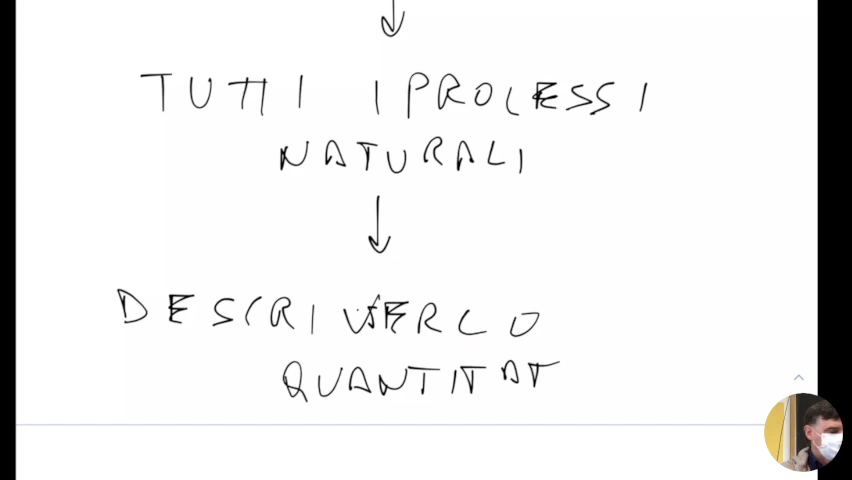 TUTTI I PROCESSI
NATURALI
DESCRIVERLO
QUANTITAT